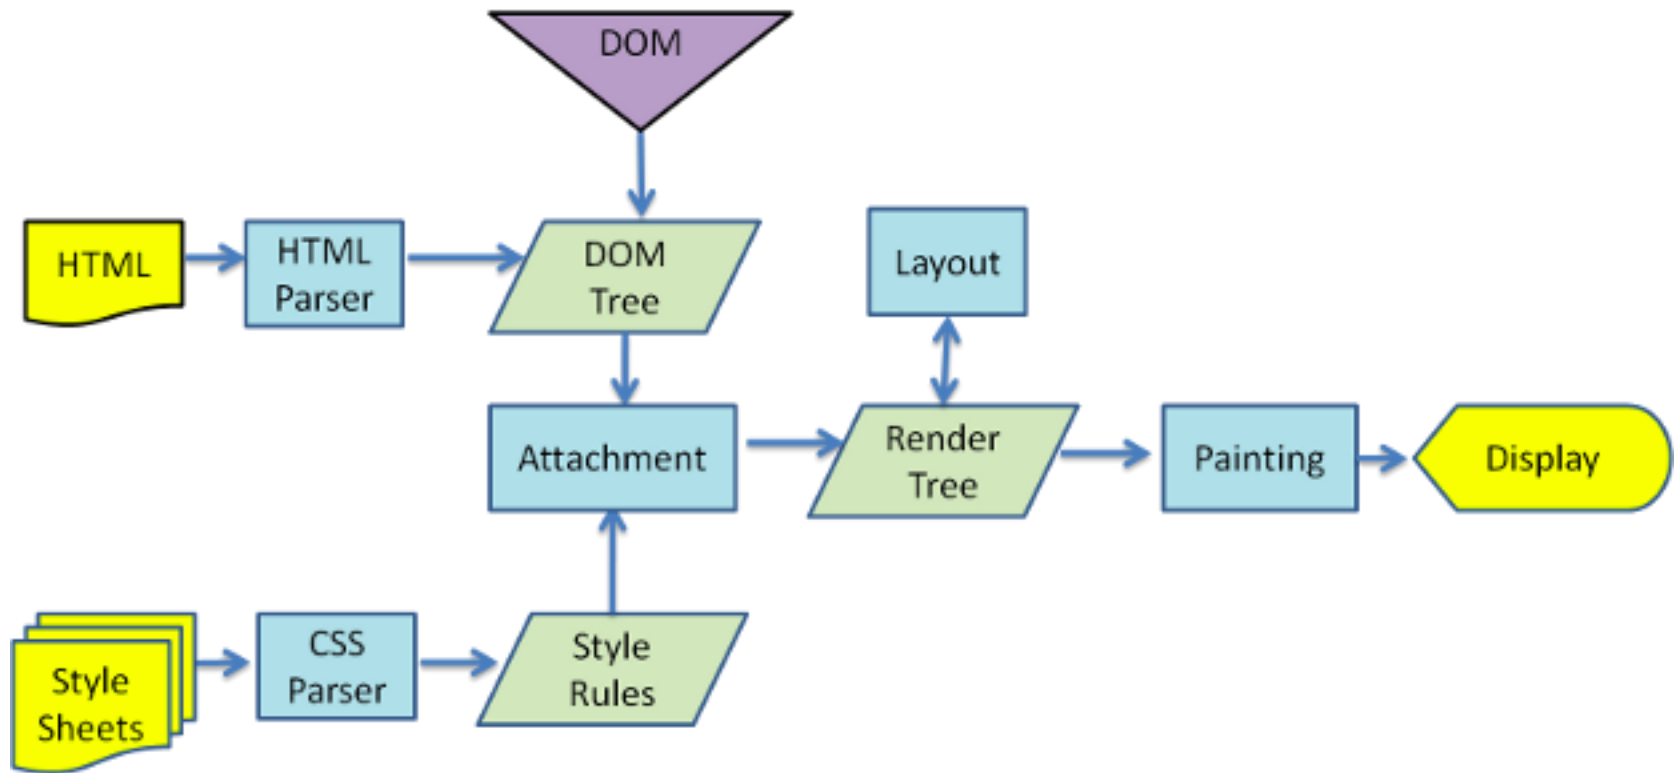 DOM
HTML
HTML
Parser
DOM
Tree
Layout
Attachment
Render
Tree
Painting
Display
Style
Sheets
CSS
Parser
Style
Rules